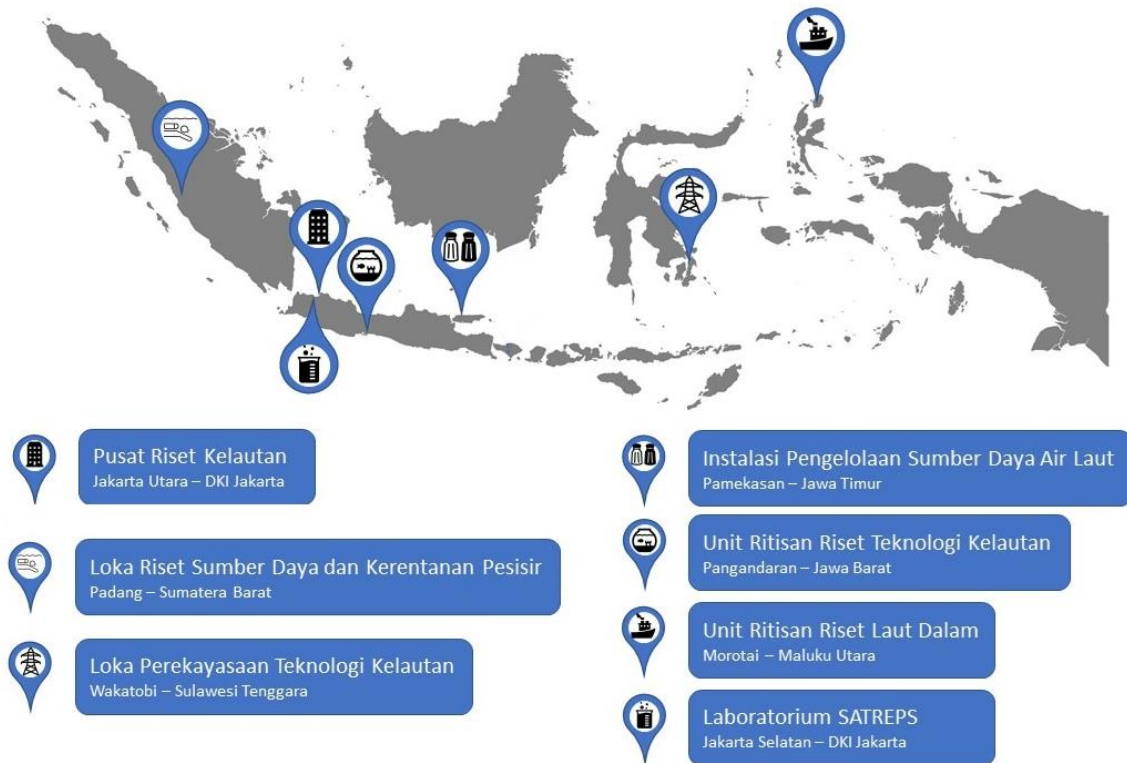 Pusat Riset Kelautan
Jakarta Utara – DKI Jakarta
Loka Riset Sumber Daya dan Kerentanan Pesisir
Padang – Sumatera Barat
Loka Perekayasaan Teknologi Kelautan
Wakatobi – Sulawesi Tenggara
Instalasi Pengelolaan Sumber Daya Air Laut
Pamekasan – Jawa Timur
Unit Ritisan Riset Teknologi Kelautan
Pangandaran – Jawa Barat
Unit Ritisan Riset Laut Dalam
Morotai – Maluku Utara
Laboratorium SATREPS
Jakarta Selatan – DKI Jakarta